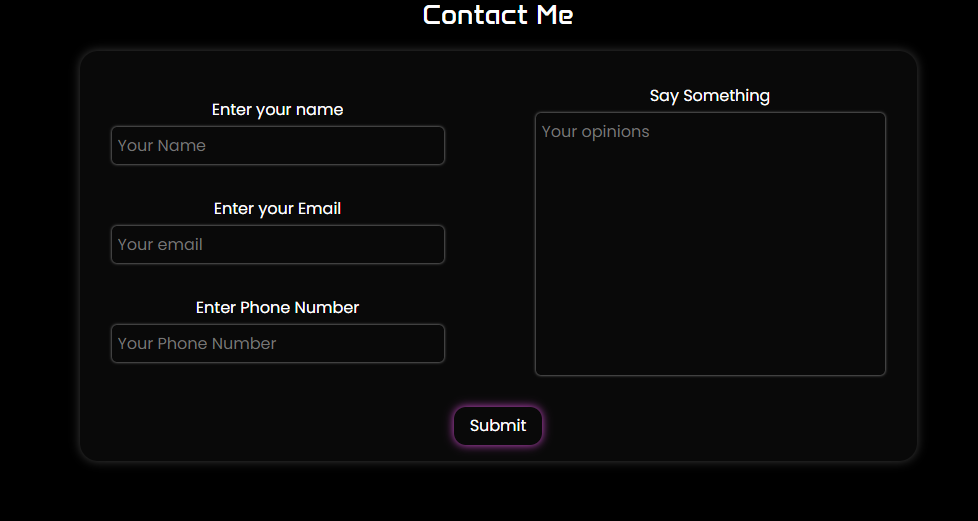 Contact Me
Enter your name
Your Name
Enter your Email
Your email
Enter Phone Number
Your Phone Number
Say Something
Your opinions
Submit